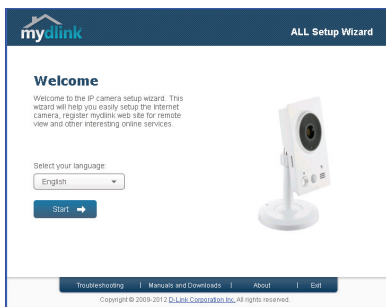 mydlink
ALL Setup Wizard
Welcome
Welcome to the IP camera setup wizard. This
wizard will help you easily setup the Internet
camera, register mydlink web site for remote
view and other interesting online services.
Select your language:
English
Start
Troubleshooting | Manuals and Downloads | About | Exit
Copyright © 2009-2012 D-Link Corporation Inc. All rights reserved.